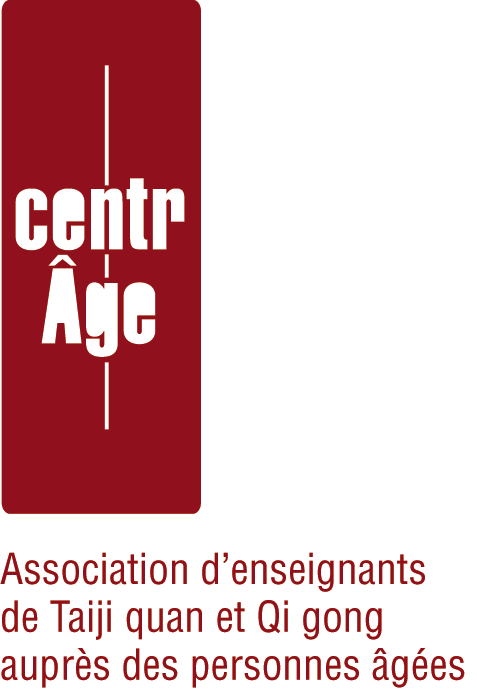 centr
Âge
Association d’enseignants
de Taiji quan et Qi gong
auprès des personnes âgées